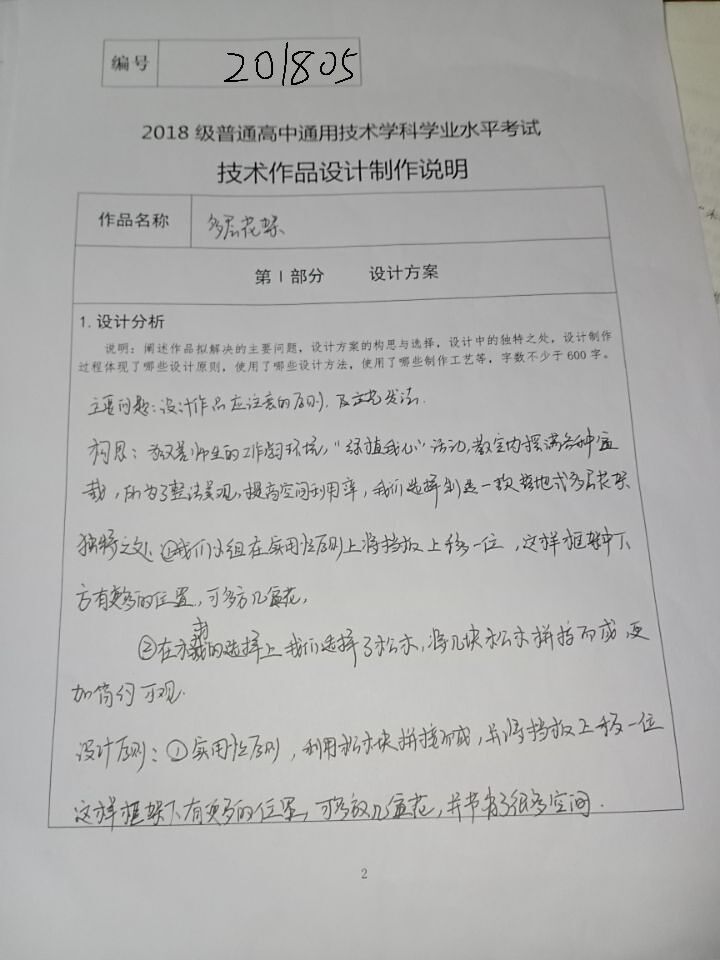 编号 201805
2018 级普通高中通用技术学科学业水平考试
技术作品设计制作说明
作品名称 多层花架
第 1 部分 设计方案
1. 设计分析
说明：阐述作品拟解决的主要问题，设计方案的构思与选择，设计中的独特之处，设计制作
过程体现了哪些设计原则，使用了哪些设计方法，使用了哪些制作工艺等，字数不少于 600 字。
主要问题：设计作品应注意的原则，及
构思：为改善师生的工作学习环境，"绿植我心"活动，教室内摆满各种盆
栽，所为了整洁美观，提高空间利用率，我们选择制造一款落地式多层花架
独特之处、①我们小组在实用性原则上将挡板上移一位，这样框架中下
方有更多的位置，可多方几盆花，
②在木材的选择上我们选择了松木，将几块松木拼接而成，更
加简约可观.
设计原则：①实用性原则，利用松木块拼接而成，并将挡板上移一位
这样框架下有更多的位置，可多放几盆花，并节省了很多空间.
2